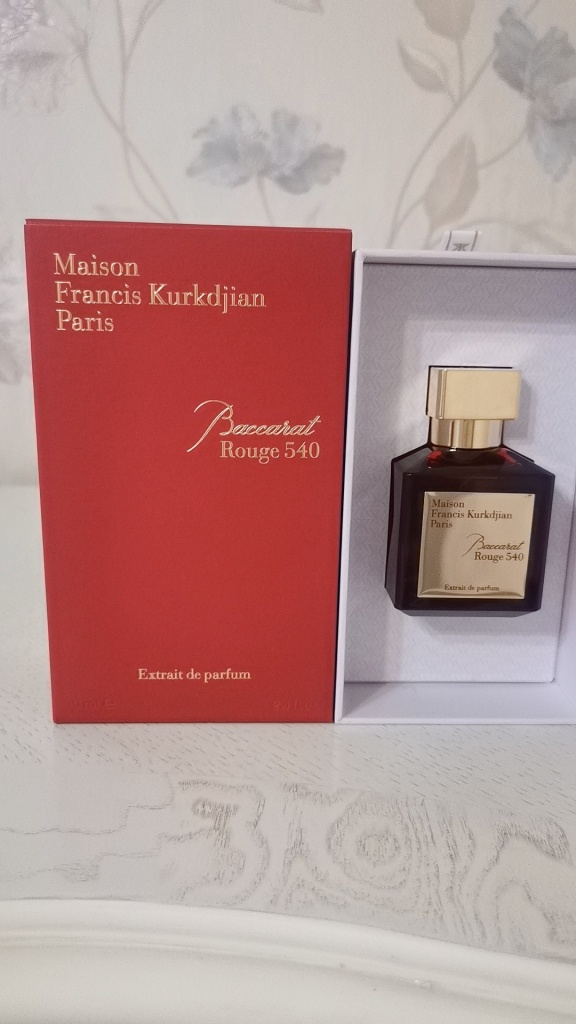 Maison
Francis Kurkdjian
Paris
Baccarat
Rouge 540
Extrait de parfum
Maison
Francis Kurkdjian
Paris
Baccarat
Rouge 540
Extrait de parfum